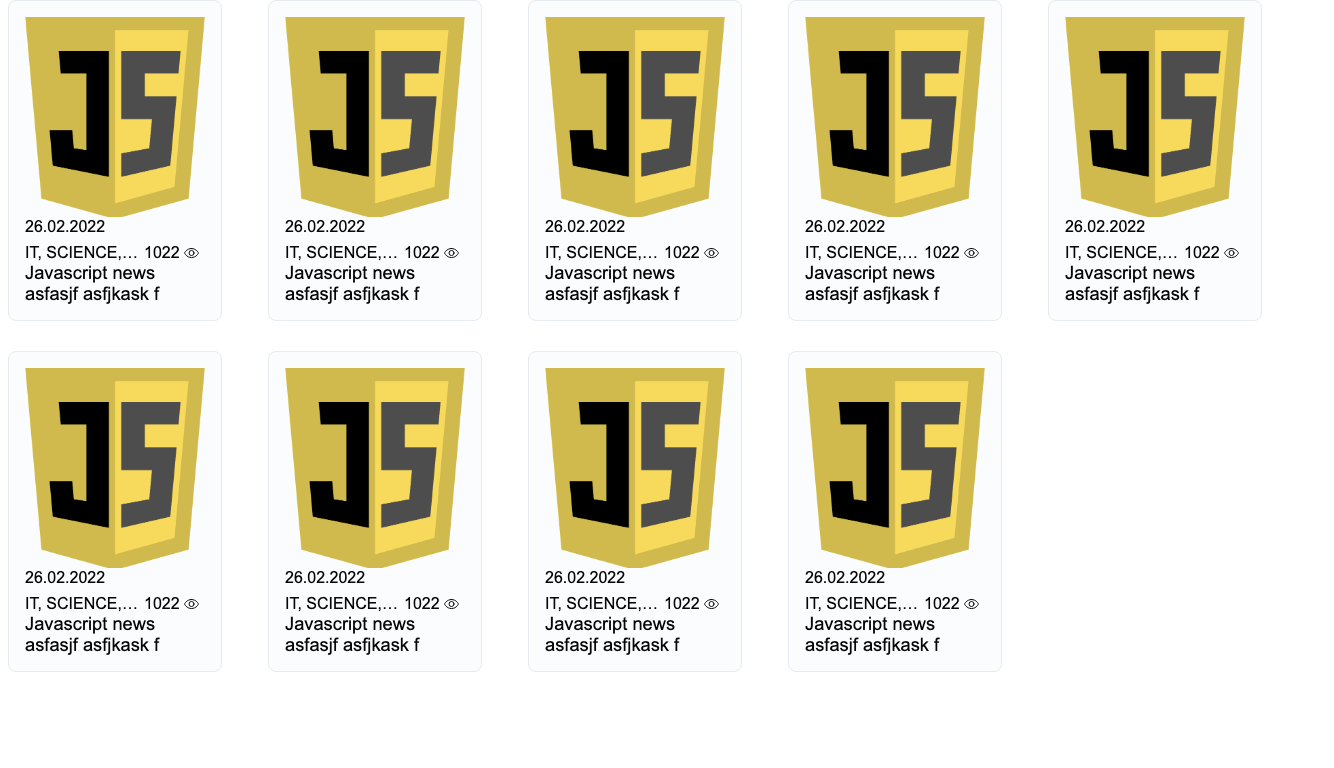 JS JS JS JS JS
26.02.2022 26.02.2022 26.02.2022 26.02.2022 26.02.2022
IT, SCIENCE,... 1022 IT, SCIENCE,... 1022 IT, SCIENCE,... 1022 IT, SCIENCE,... 1022 IT, SCIENCE,... 1022
Javascript news Javascript news Javascript news Javascript news Javascript news
asfasjf asfjkask f asfasjf asfjkask f asfasjf asfjkask f asfasjf asfjkask f asfasjf asfjkask f
JS JS JS JS
26.02.2022 26.02.2022 26.02.2022 26.02.2022
IT, SCIENCE,... 1022 IT, SCIENCE,... 1022 IT, SCIENCE,... 1022 IT, SCIENCE,... 1022
Javascript news Javascript news Javascript news Javascript news
asfasjf asfjkask f asfasjf asfjkask f asfasjf asfjkask f asfasjf asfjkask f